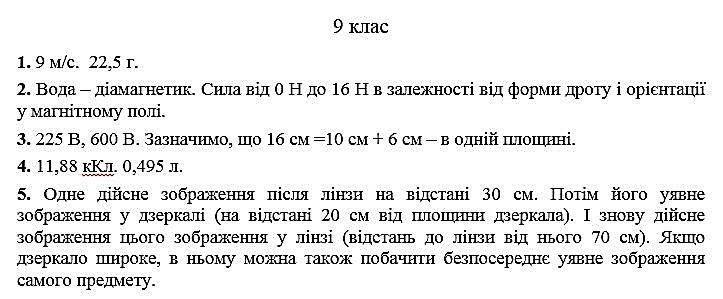 9 клас
1. 9 м/с. 22,5 г.
2. Вода – діамагнетик. Сила від 0 Н до 16 Н в залежності від форми дроту і орієнтації
у магнітному полі.
3. 225 В, 600 В. Зазначимо, що 16 см =10 см + 6 см – в одній площині.
4. 11,88 кКл. 0,495 л.
5. Одне дійсне зображення після лінзи на відстані 30 см. Потім його уявне
зображення у дзеркалі (на відстані 20 см від площини дзеркала). І знову дійсне
зображення цього зображення у лінзі (відстань до лінзи від нього 70 см). Якщо
дзеркало широке, в ньому можна також побачити безпосереднє уявне зображення
самого предмету.